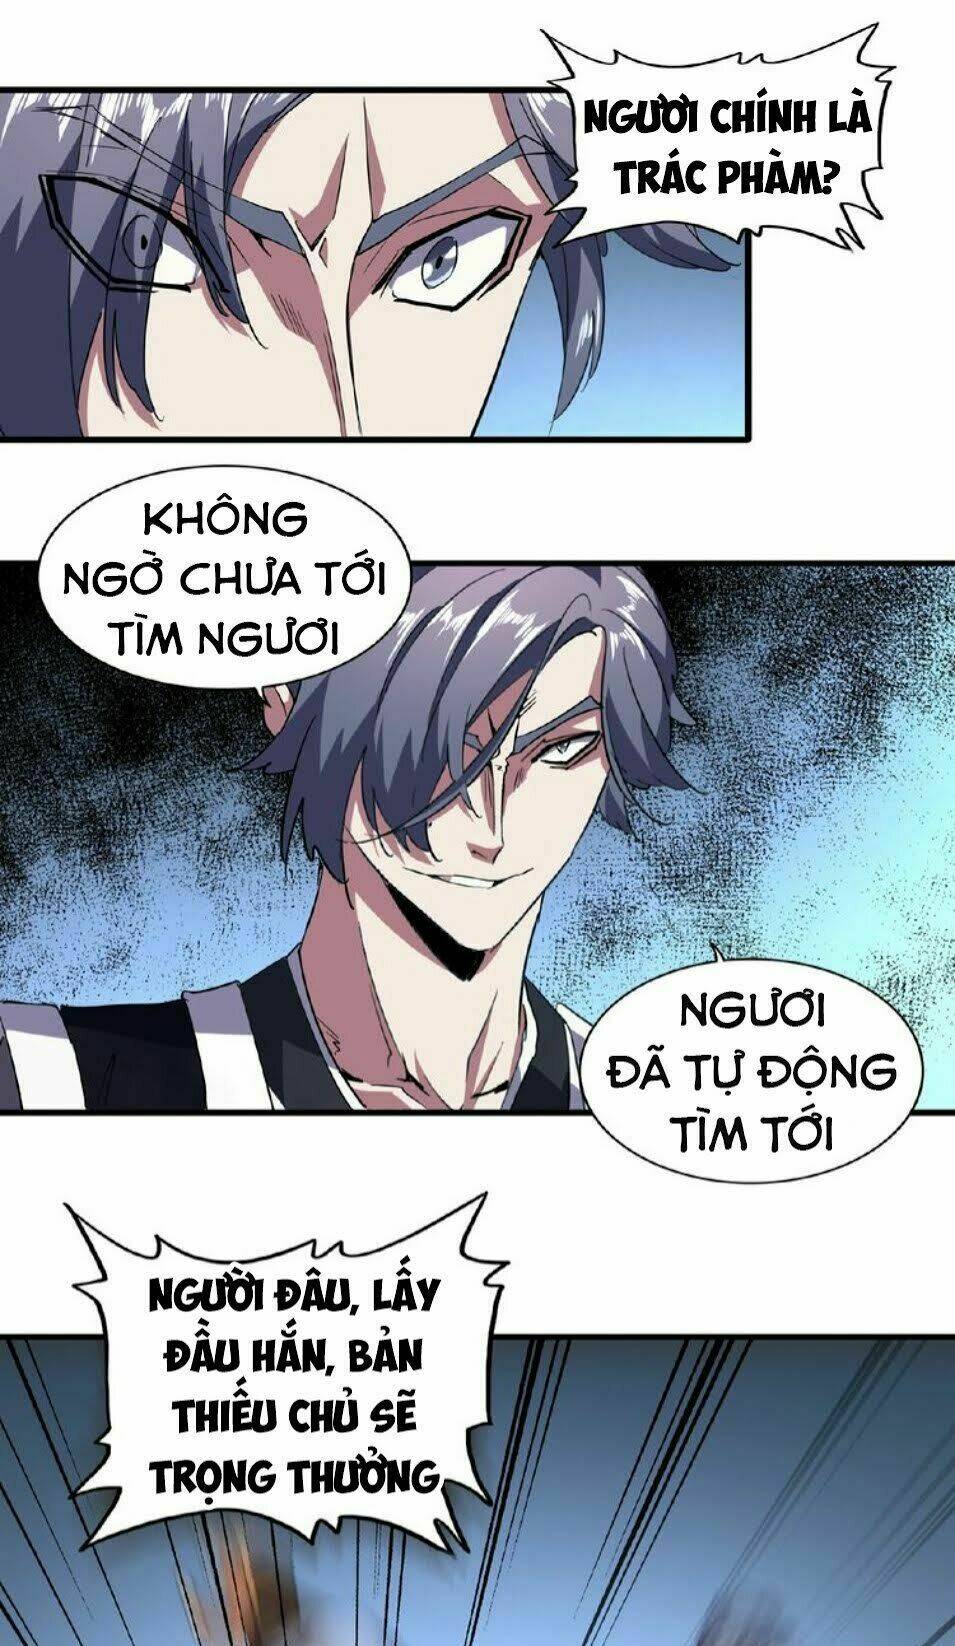 NGƯƠI CHÍNH LÀ
TRÁC PHÀM?
KHÔNG
NGỜ CHƯA TỚI
TÌM NGƯƠI
NGƯƠI
ĐÃ TỰ ĐỘNG
TÌM TỚI
NGƯỜI ĐÂU, LẤY
ĐẦU HẮN, BẢN
THIẾU CHỦ SẼ
TRỌNG THƯỞNG